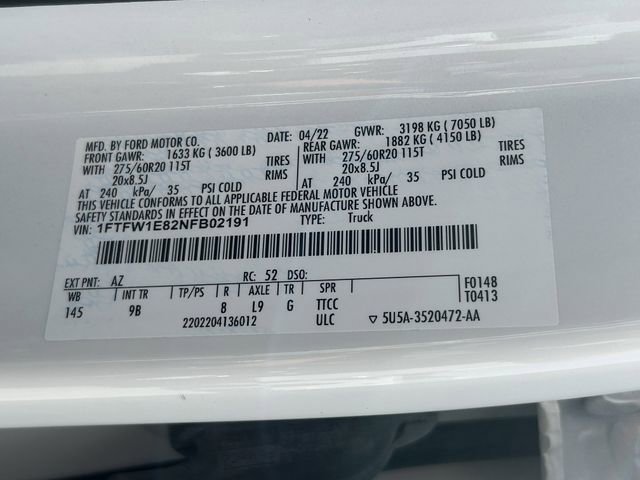 MFD. BY FORD MOTOR CO. 04/22 GVWR: 3198 KG ( 7050 LB)
FRONT GAWR: 1633 KG ( 3600 LB) REAR GAWR: 1882 KG ( 4150 LB)
WITH 275/60R20 115T TIRES WITH 275/60R20 115T TIRES
20x8.5J RIMS 20x8.5J RIMS
AT 240 kPa/ 35 PSI COLD AT 240 kPa/ 35 PSI COLD
THIS VEHICLE CONFORMS TO ALL APPLICABLE FEDERAL MOTOR VEHICLE
SAFETY STANDARDS IN EFFECT ON THE DATE OF MANUFACTURE SHOWN ABOVE.
VIN: 1FTFW1E82NFB02191 TYPE: Truck
EXT PNT: AZ RC: 52 DSO: F0148
WB INT TR TP/PS R AXLE TR SPR T0413
145 9B 8 L9 G TTCC
2202204136012 ULC ▽ 5U5A-3520472-AA